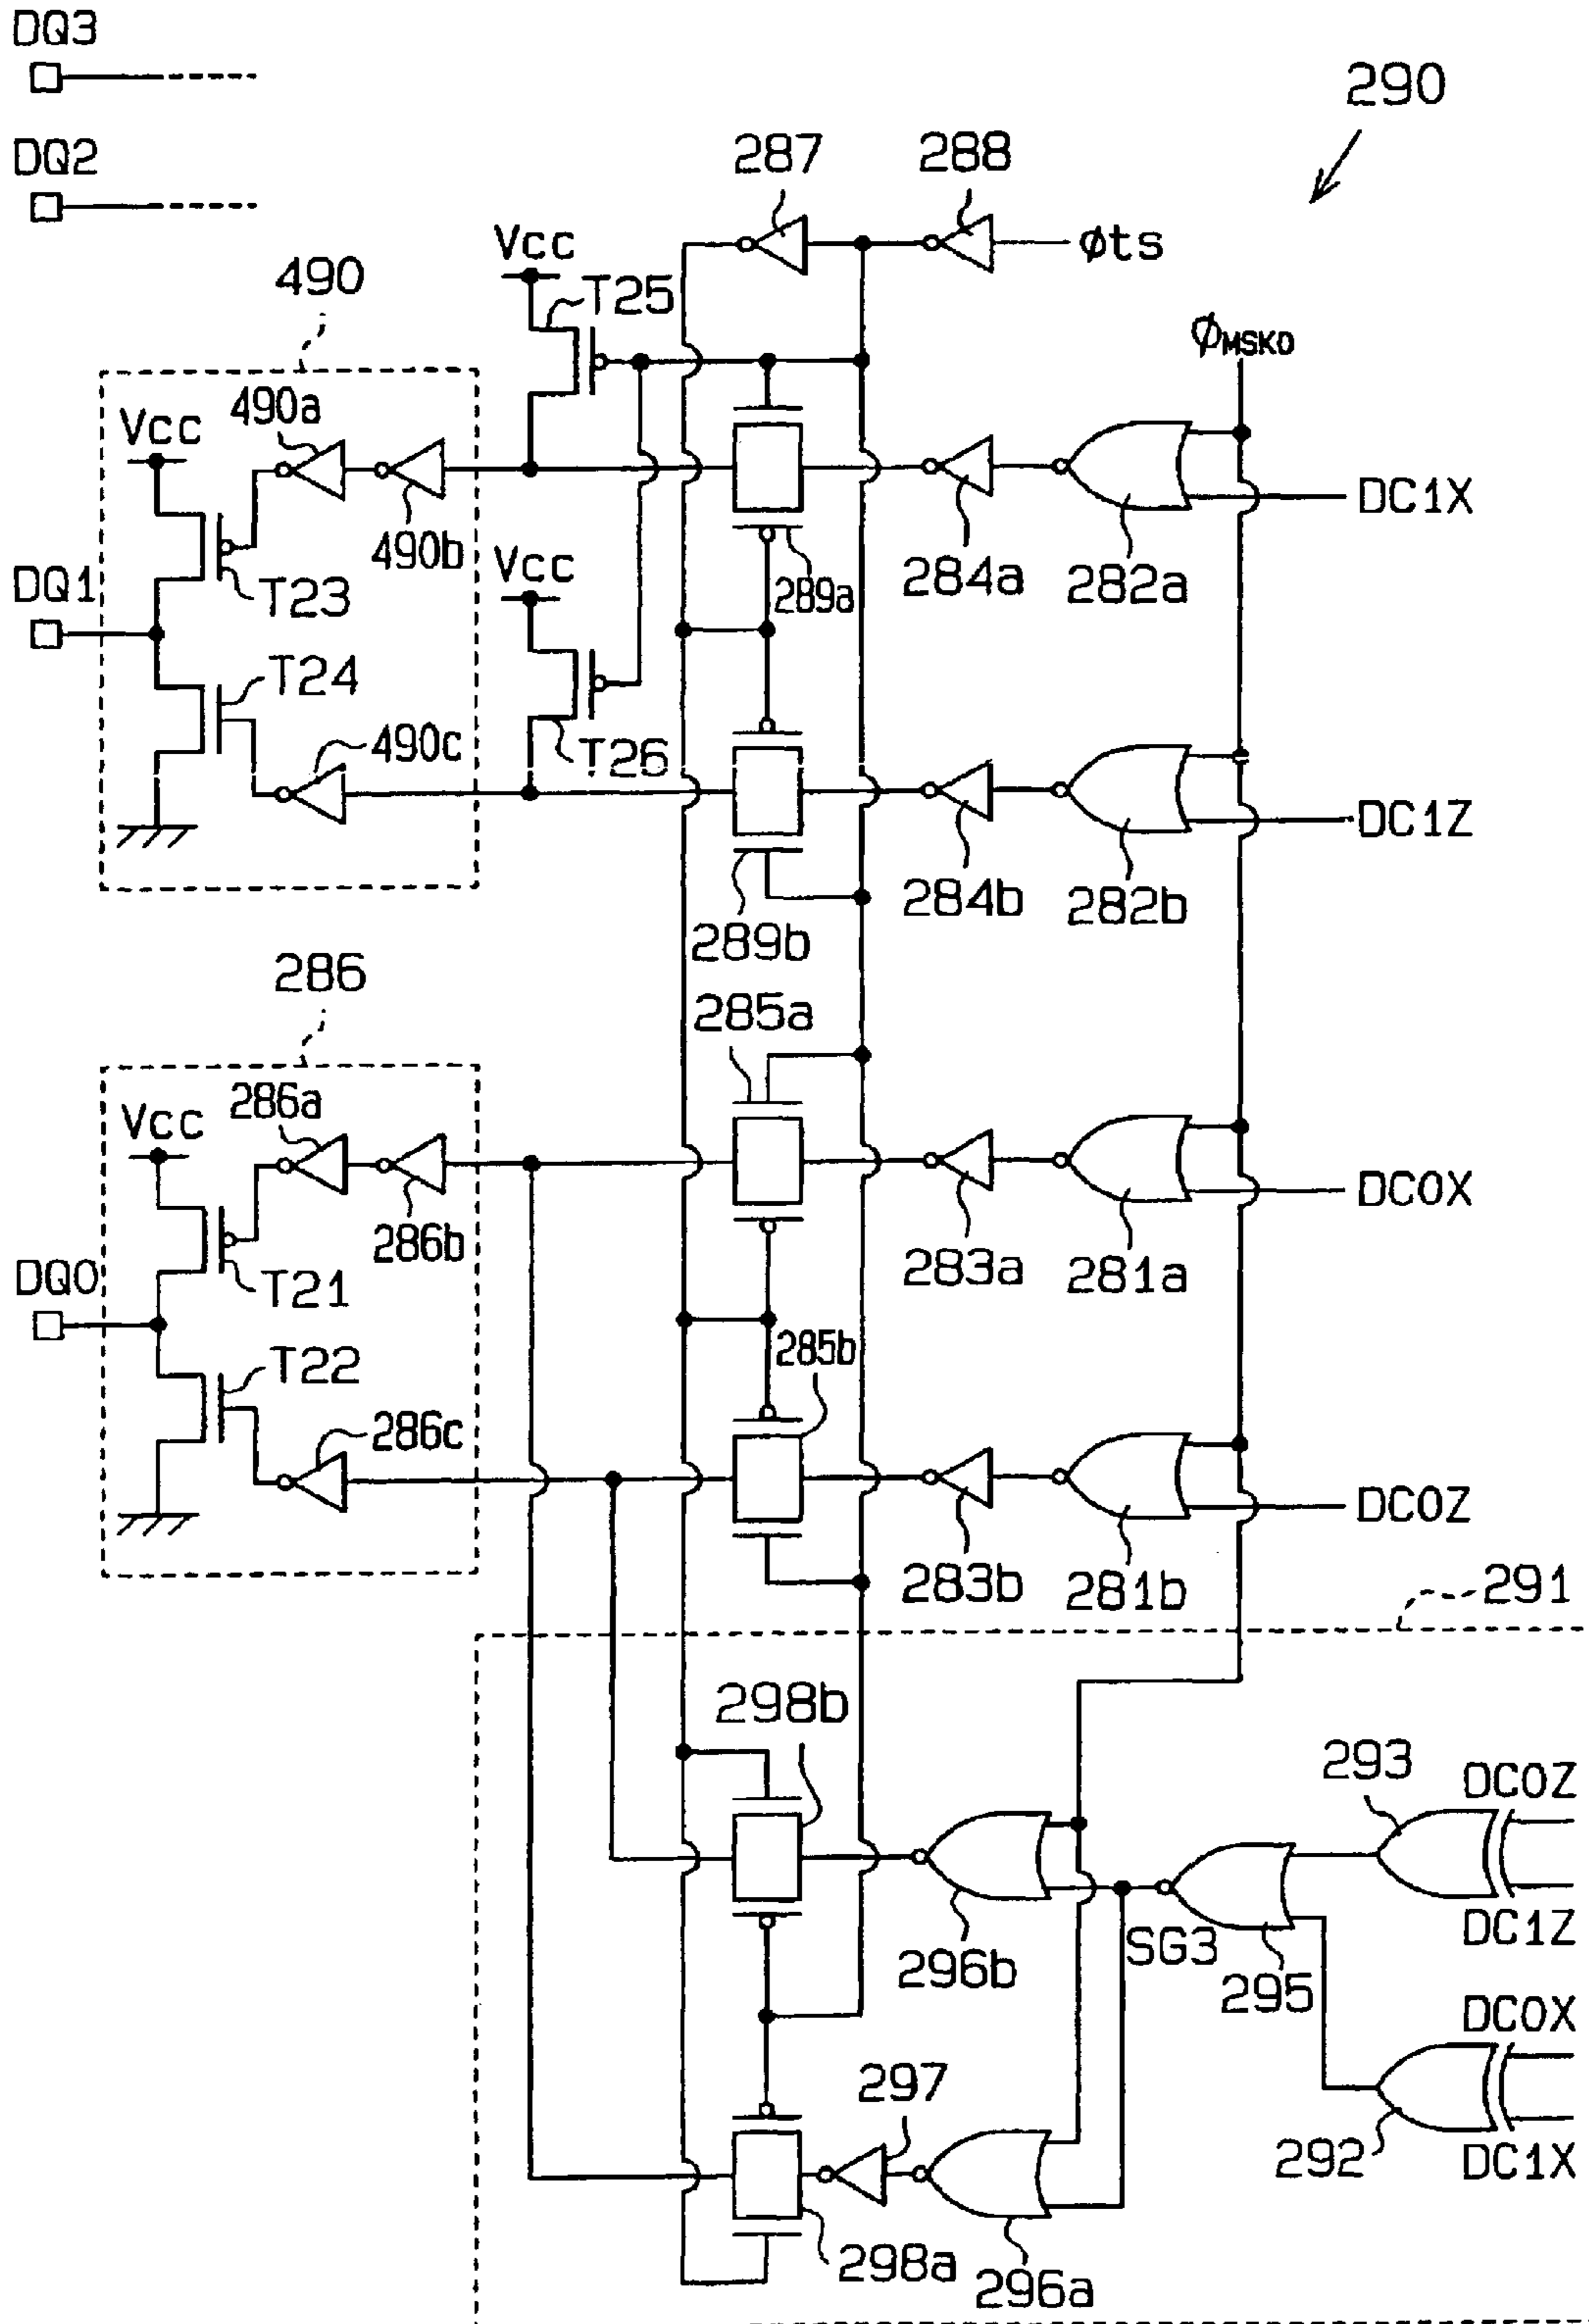 DQ3
290
DQ2
287
288
Vcc
T25
φts
490
φMSK0
Vcc
490a
490b
DC1X
T23
DQ1
Vcc
289a
284a
282a
T24
490c
T26
DC1Z
289b
284b
282b
286
285a
Vcc
286a
286b
DC0X
DQ0
T21
283a
281a
T22
285b
286c
DC0Z
283b
281b
291
298b
293
DC0Z
296b
SG3
295
DC1Z
DC0X
297
292
DC1X
298a
296a